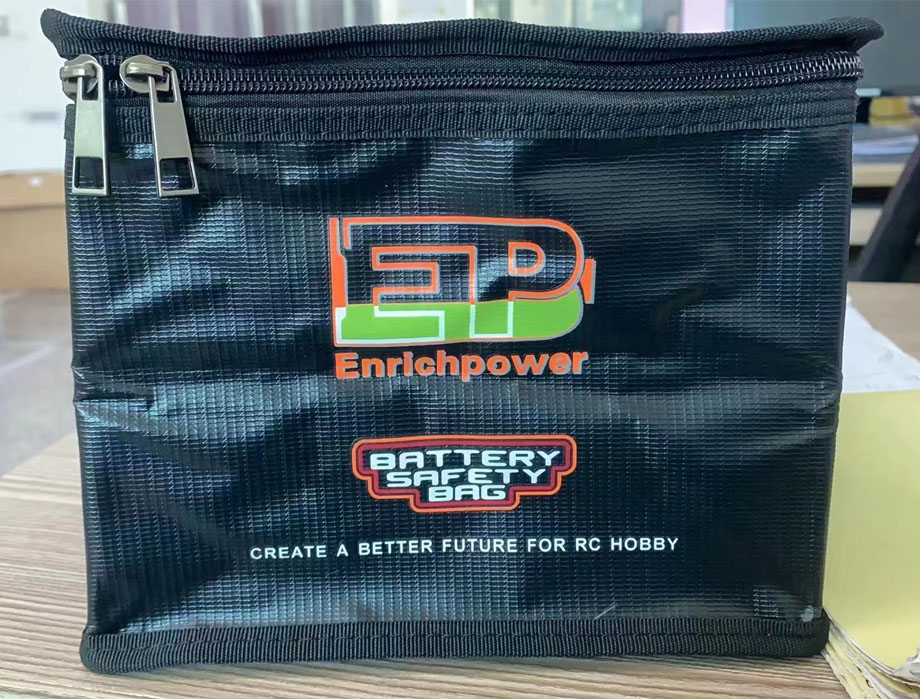 EP
Enrichpower
BATTERY
SAFETY
BAG
CREATE A BETTER FUTURE FOR RC HOBBY